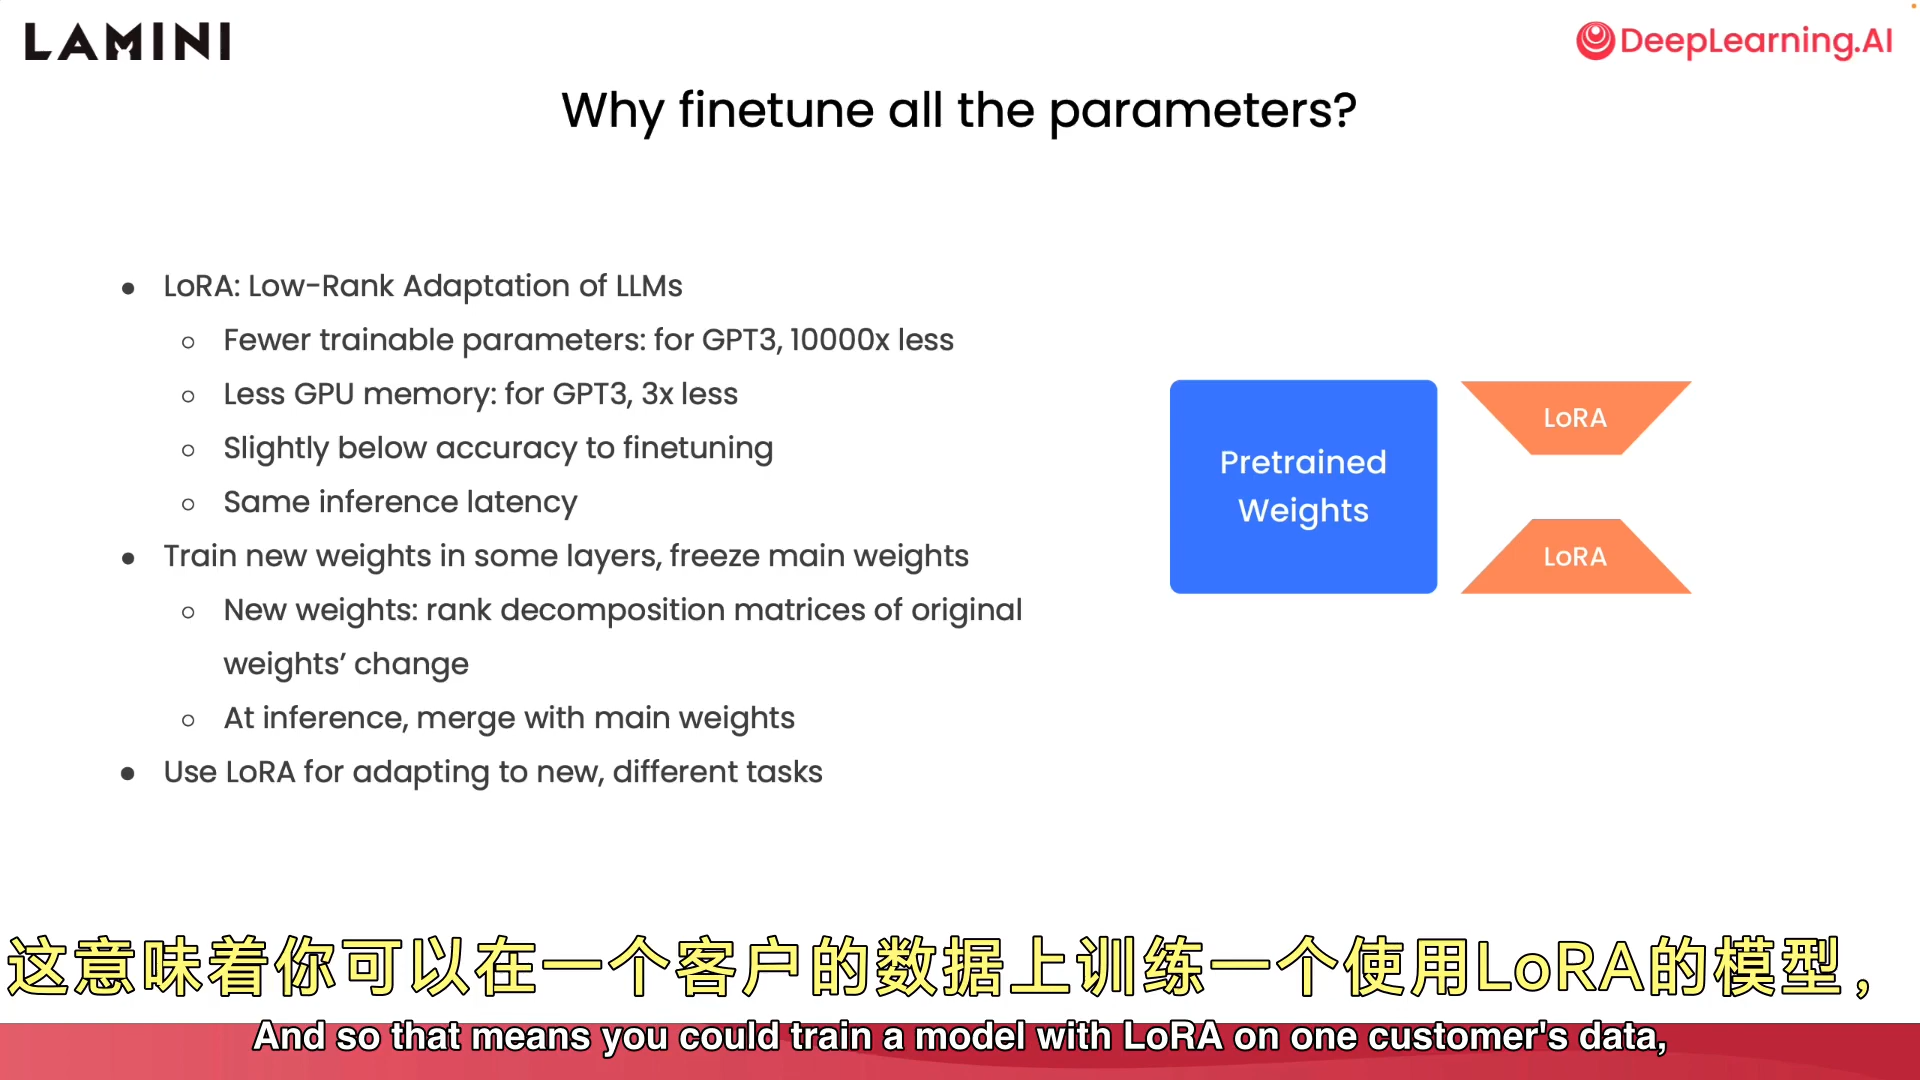 LAMINI
DeepLearning.AI
Why finetune all the parameters?
● LoRA: Low-Rank Adaptation of LLMs
○ Fewer trainable parameters: for GPT3, 10000x less
○ Less GPU memory: for GPT3, 3x less
○ Slightly below accuracy to finetuning
○ Same inference latency
● Train new weights in some layers, freeze main weights
○ New weights: rank decomposition matrices of original
weights’ change
○ At inference, merge with main weights
● Use LoRA for adapting to new, different tasks
Pretrained
Weights
LoRA
LoRA
这意味着你可以在一个客户的数据上训练一个使用LoRA的模型，
And so that means you could train a model with LoRA on one customer's data,